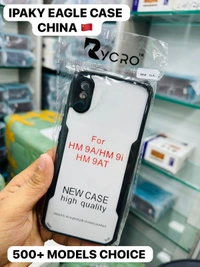 IPAKY EAGLE CASE
CHINA 🇨🇳
RYCRO
For
HM 9A/HM 9i
HM 9AT
NEW CASE
high quality
500+ MODELS CHOICE